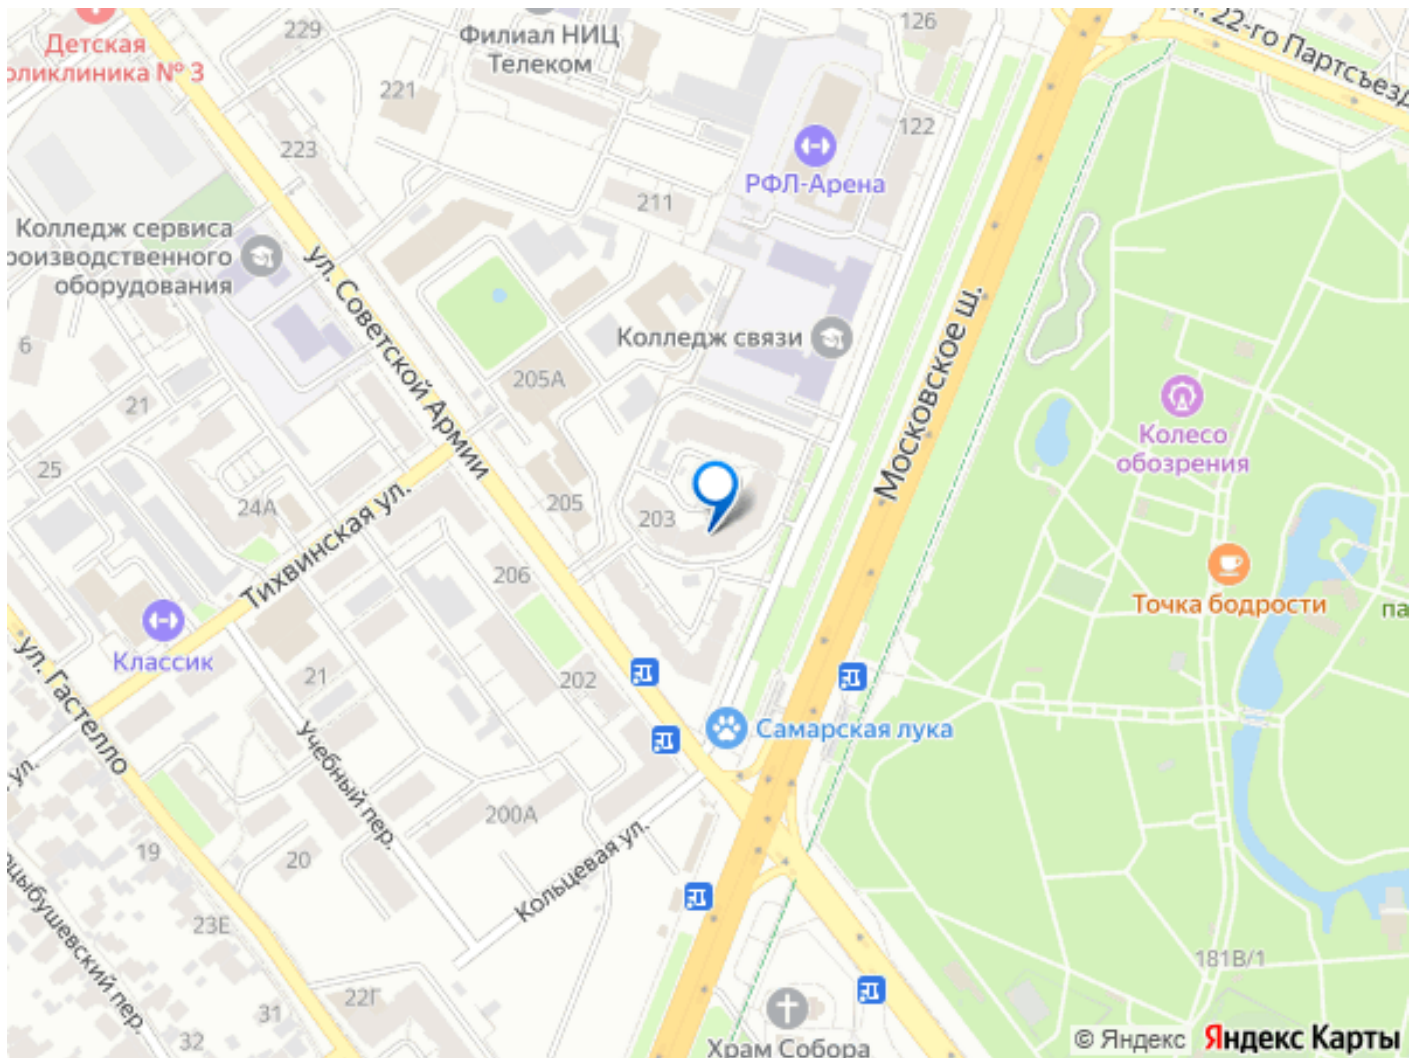 229
Филиал НИЦ
Телеком
126
ул. 22-го Партсъезд
Детская
оликлиника № 3
221
122
223
РФЛ-Арена
211
Колледж сервиса
роизводственного
оборудования
ул. Советской Армии
Московское ш.
Колледж связи
6
205А
21
Колесо
обозрения
25
24А
205
203
Тихвинская ул.
206
Точка бодрости
па
Классик
ул. Гастелло
21
202
Самарская лука
Учебный пер.
ул.
200А
19
20
Кольцевая ул.
23Е
цыбушевский пер.
181В/1
22Г
31
32
Храм Собора
© Яндекс Яндекс Карты